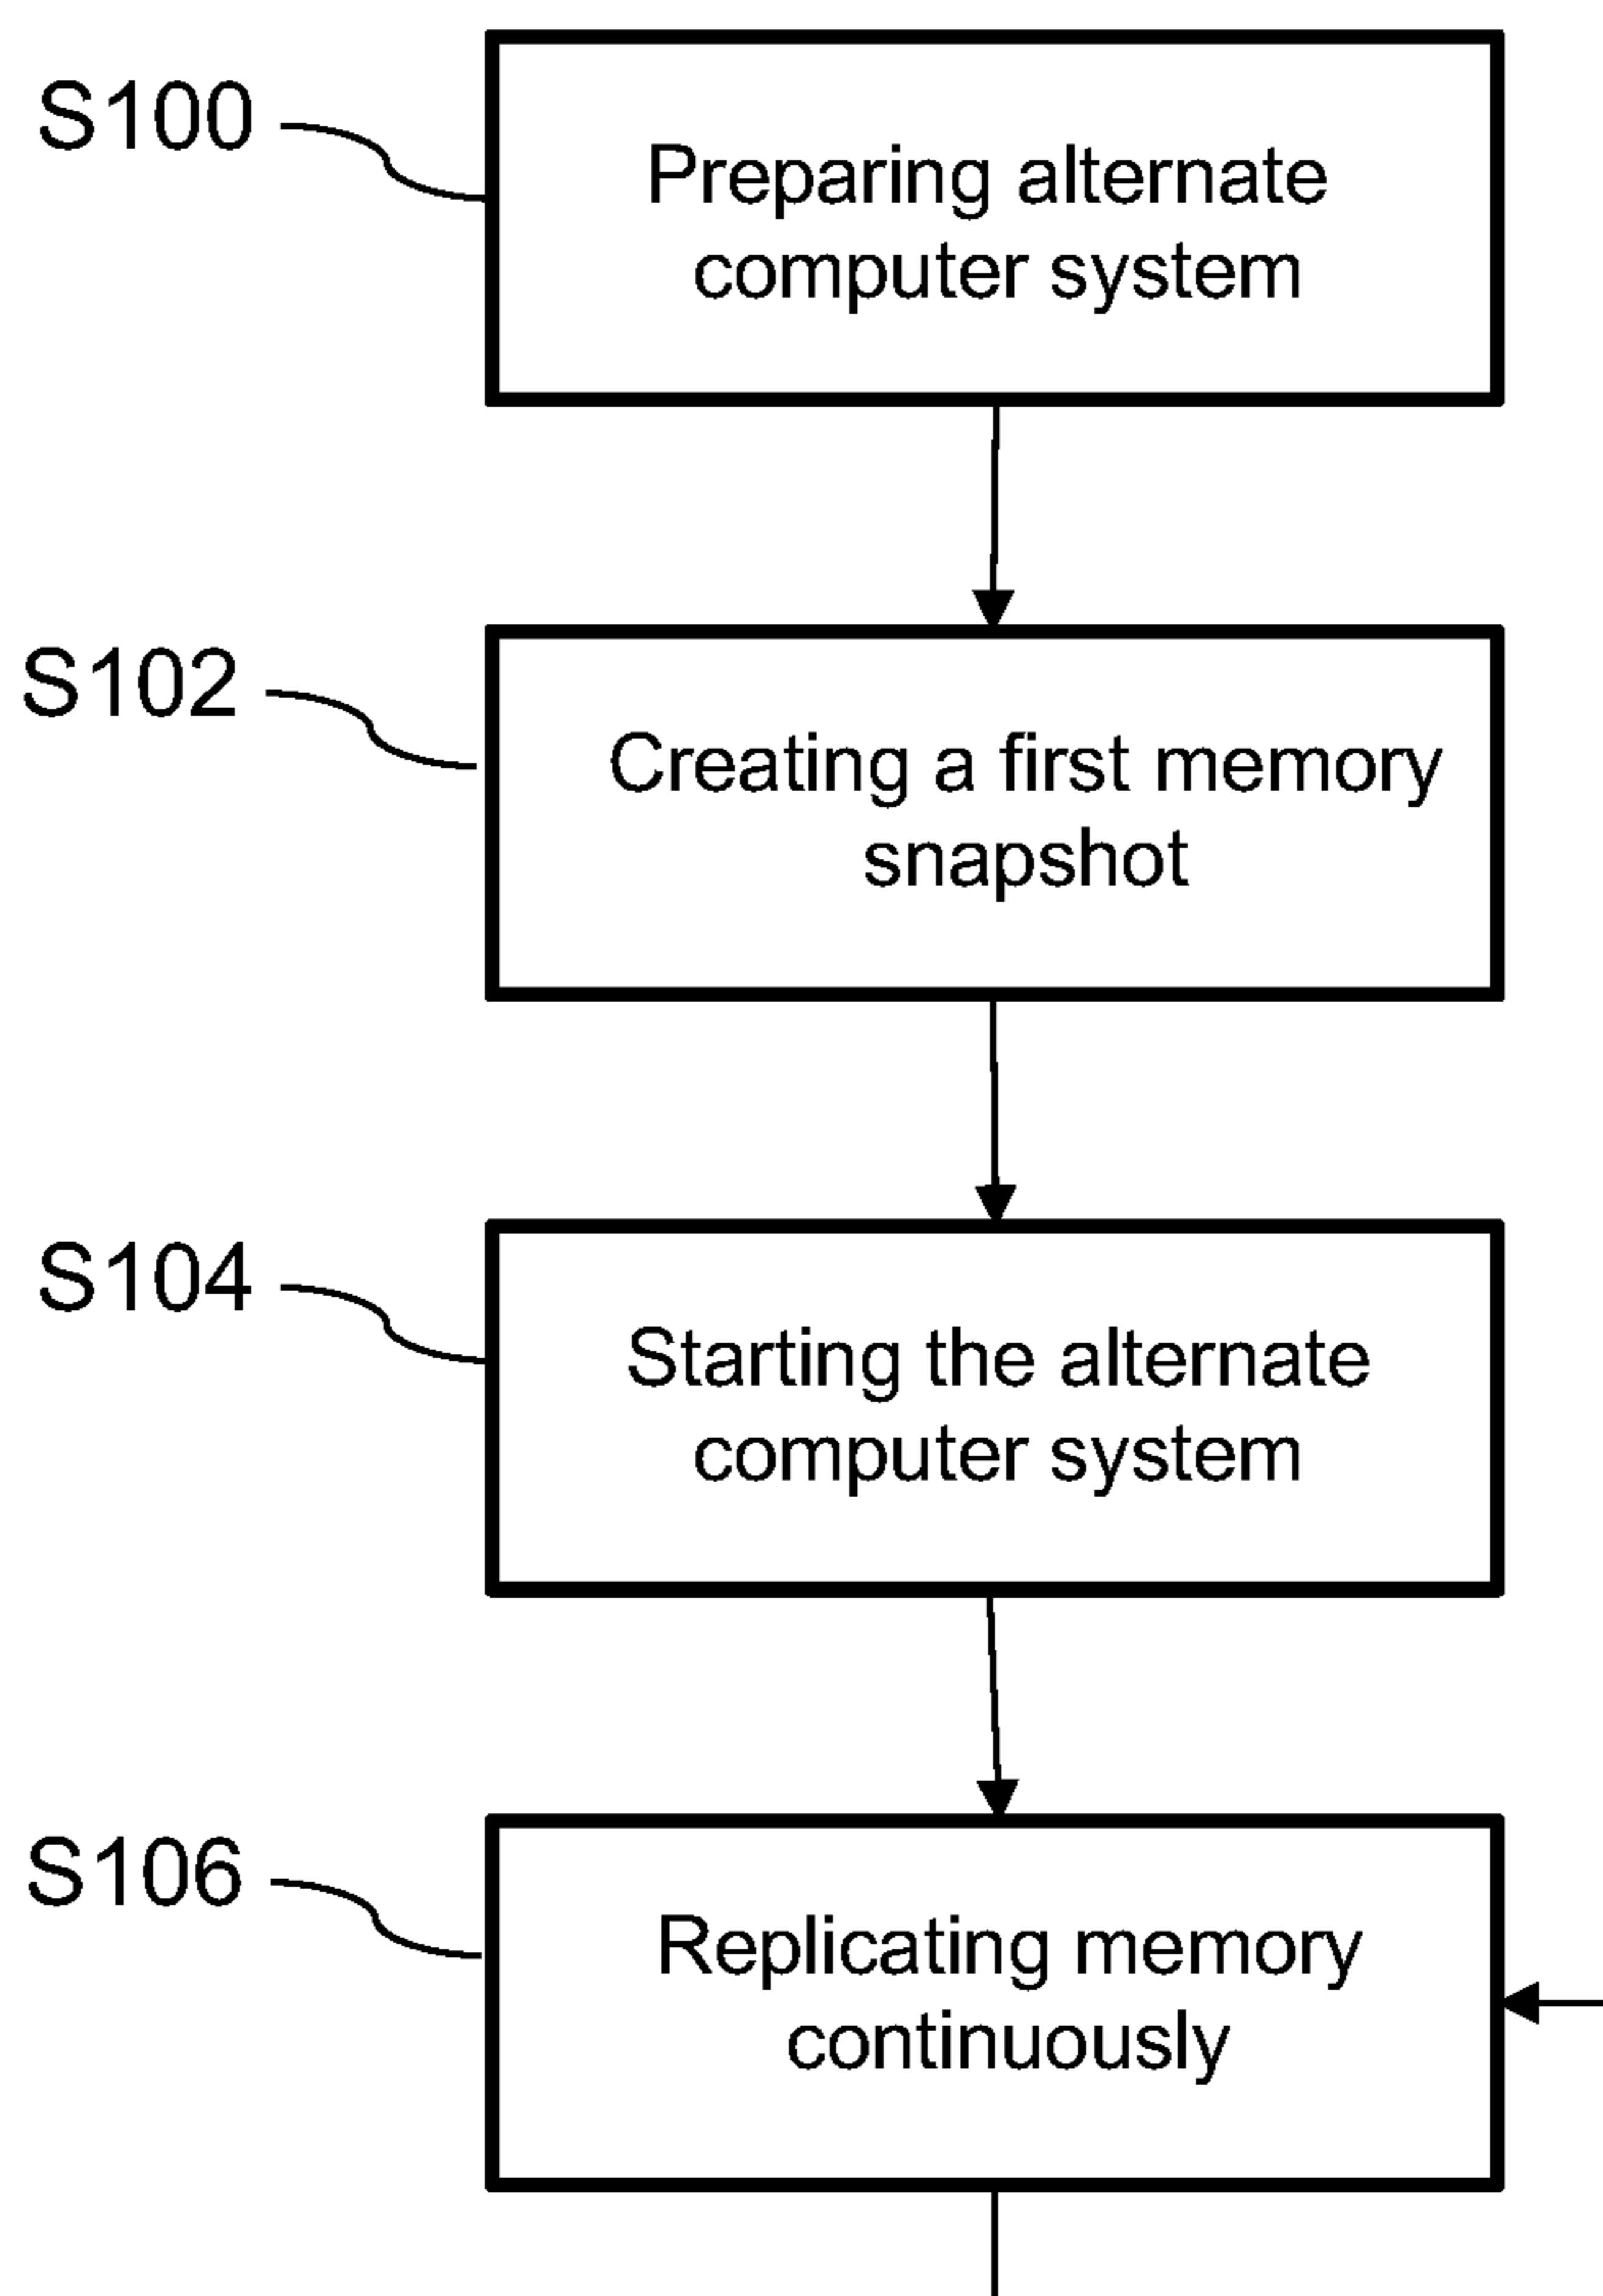 S100
Preparing alternate
computer system
S102
Creating a first memory
snapshot
S104
Starting the alternate
computer system
S106
Replicating memory
continuously